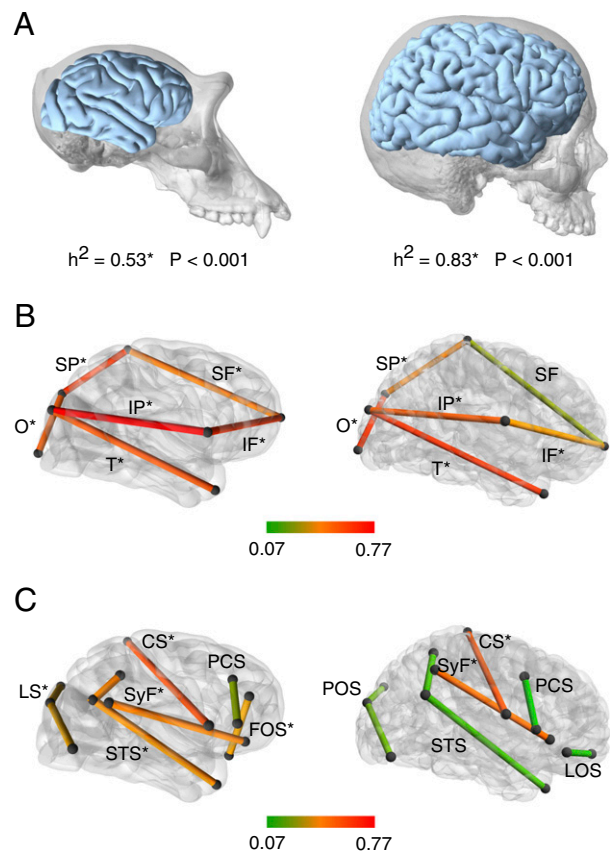 A
h² = 0.53* P < 0.001
h² = 0.83* P < 0.001
B
SP*
SF*
IP*
O*
IF*
T*
SP*
SF
IP*
O*
IF*
T*
0.07
0.77
C
CS*
PCS
LS*
SyF*
FOS*
STS*
CS*
SyF*
POS
PCS
STS
LOS
0.07
0.77